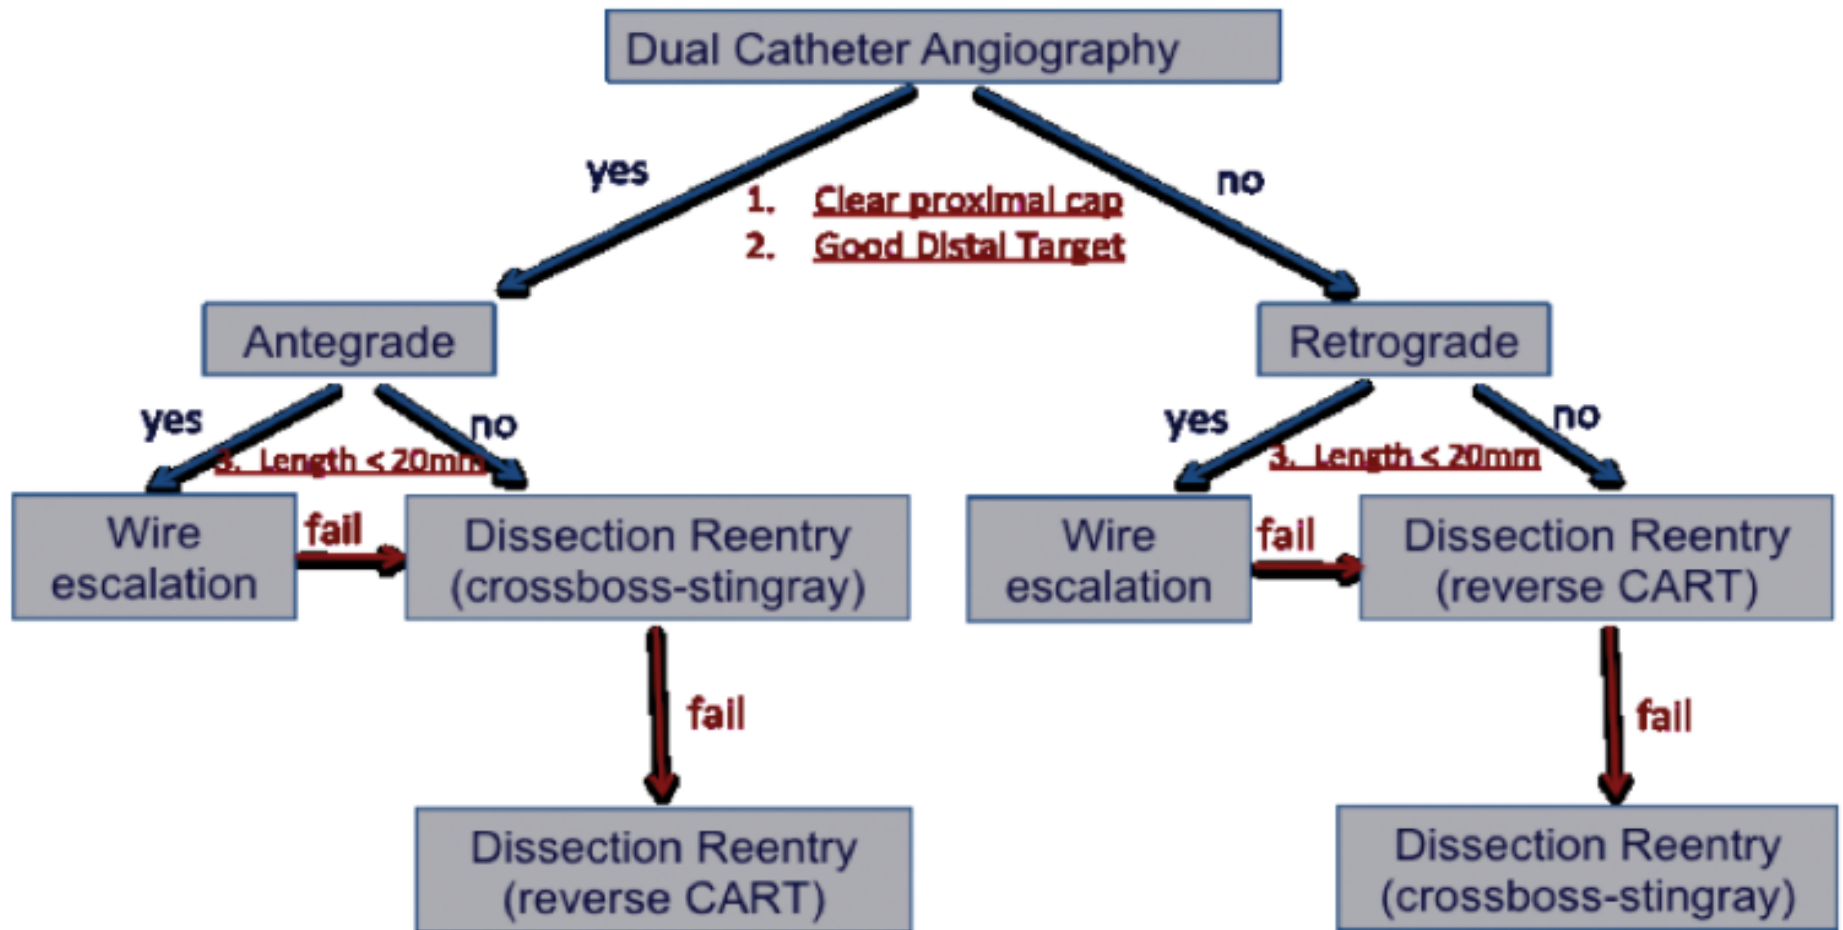 Dual Catheter Angiography
yes
no
1. Clear proximal cap
2. Good Distal Target
Antegrade
Retrograde
yes
no
3. Length < 20mm
yes
no
3. Length < 20mm
Wire
escalation
fail
Dissection Reentry
(crossboss-stingray)
Wire
escalation
fail
Dissection Reentry
(reverse CART)
fail
fail
Dissection Reentry
(reverse CART)
Dissection Reentry
(crossboss-stingray)